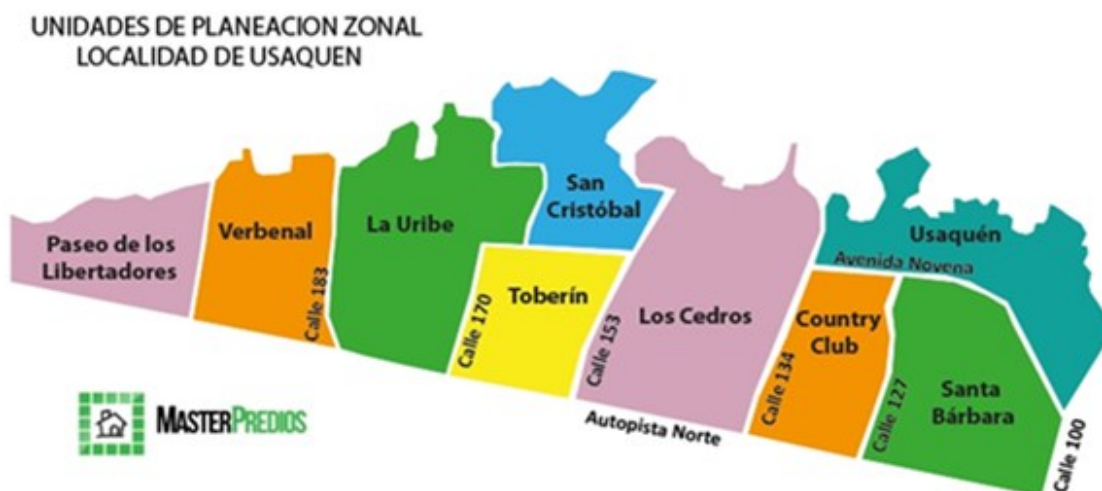 UNIDADES DE PLANEACION ZONAL
LOCALIDAD DE USAQUEN
Paseo de los
Libertadores
Verbenal
Calle 183
La Uribe
San
Cristóbal
Calle 170
Toberín
Calle 153
Los Cedros
Usaquén
Avenida Novena
Calle 134
Country
Club
Calle 127
Santa
Bárbara
Calle 100
Autopista Norte
MASTERPREDIOS